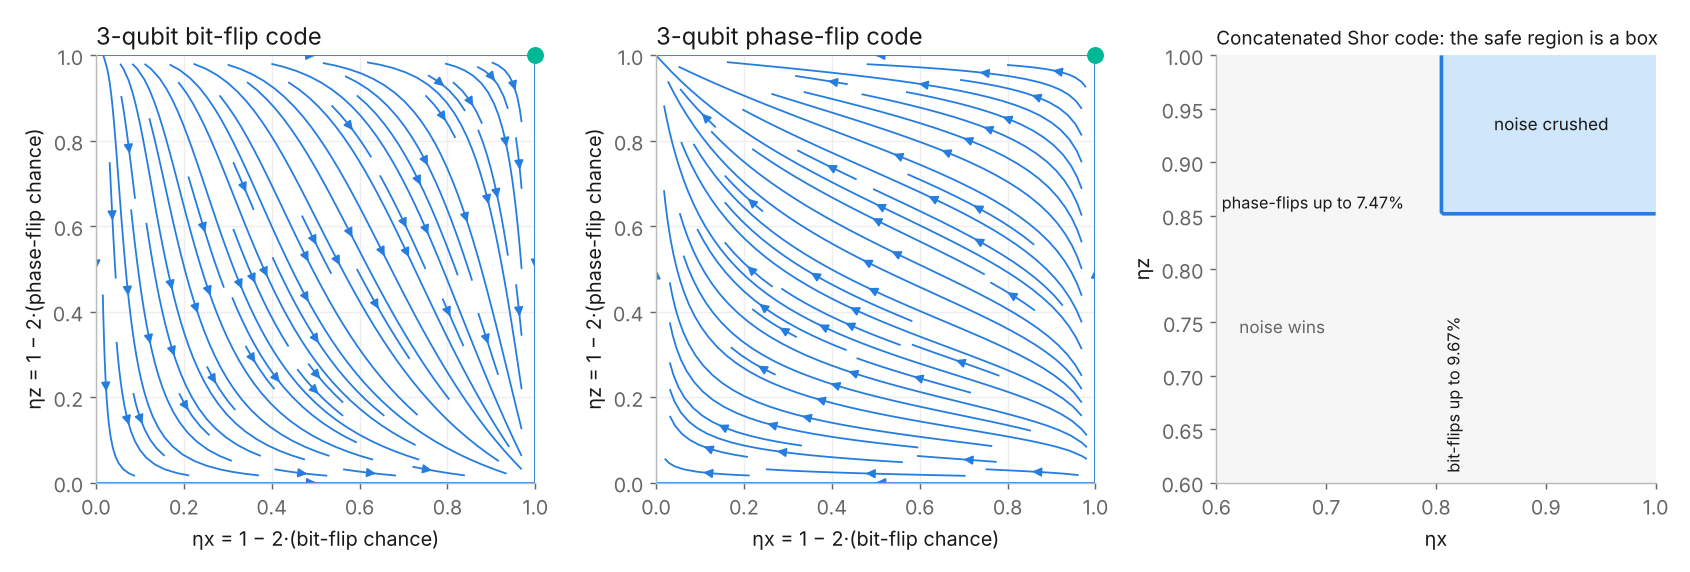 3-qubit bit-flip code
1.0
0.8
0.6
0.4
0.2
0.0
ηz = 1 − 2·(phase-flip chance)
0.0 0.2 0.4 0.6 0.8 1.0
ηx = 1 − 2·(bit-flip chance)
3-qubit phase-flip code
1.0
0.8
0.6
0.4
0.2
0.0
ηz = 1 − 2·(phase-flip chance)
0.0 0.2 0.4 0.6 0.8 1.0
ηx = 1 − 2·(bit-flip chance)
Concatenated Shor code: the safe region is a box
1.00
0.95
0.90
0.85
0.80
0.75
0.70
0.65
0.60
ηz
noise crushed
phase-flips up to 7.47%
noise wins
bit-flips up to 9.67%
0.6 0.7 0.8 0.9 1.0
ηx